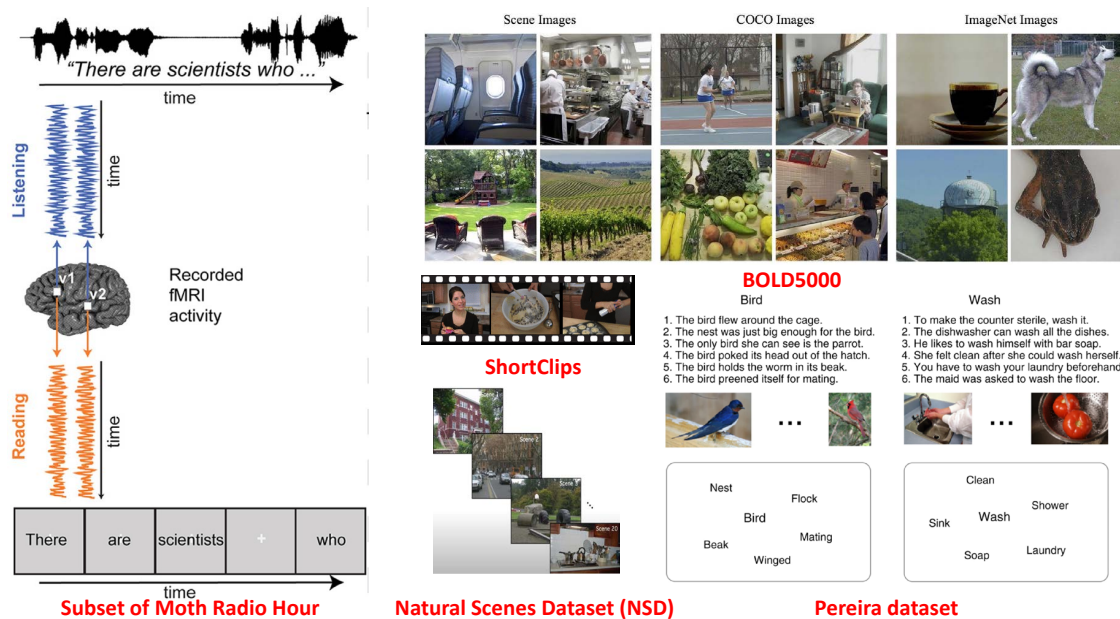 “There are scientists who ...”
time
Listening
time
v1
v2
Recorded
fMRI
activity
Reading
time
There
are
scientists
+
who
time
Subset of Moth Radio Hour
Scene Images
COCO Images
ImageNet Images
BOLD5000
ShortClips
Scene 2
Scene
Scene 20
Natural Scenes Dataset (NSD)
Bird
1. The bird flew around the cage.
2. The nest was just big enough for the bird.
3. The only bird she can see is the parrot.
4. The bird poked its head out of the hatch.
5. The bird holds the worm in its beak.
6. The bird preened itself for mating.
...
Nest
Flock
Bird
Mating
Beak
Winged
Wash
1. To make the counter sterile, wash it.
2. The dishwasher can wash all the dishes.
3. He likes to wash himself with bar soap.
4. She felt clean after she could wash herself.
5. You have to wash your laundry beforehand
6. The maid was asked to wash the floor.
...
Clean
Shower
Sink
Wash
Soap
Laundry
Pereira dataset